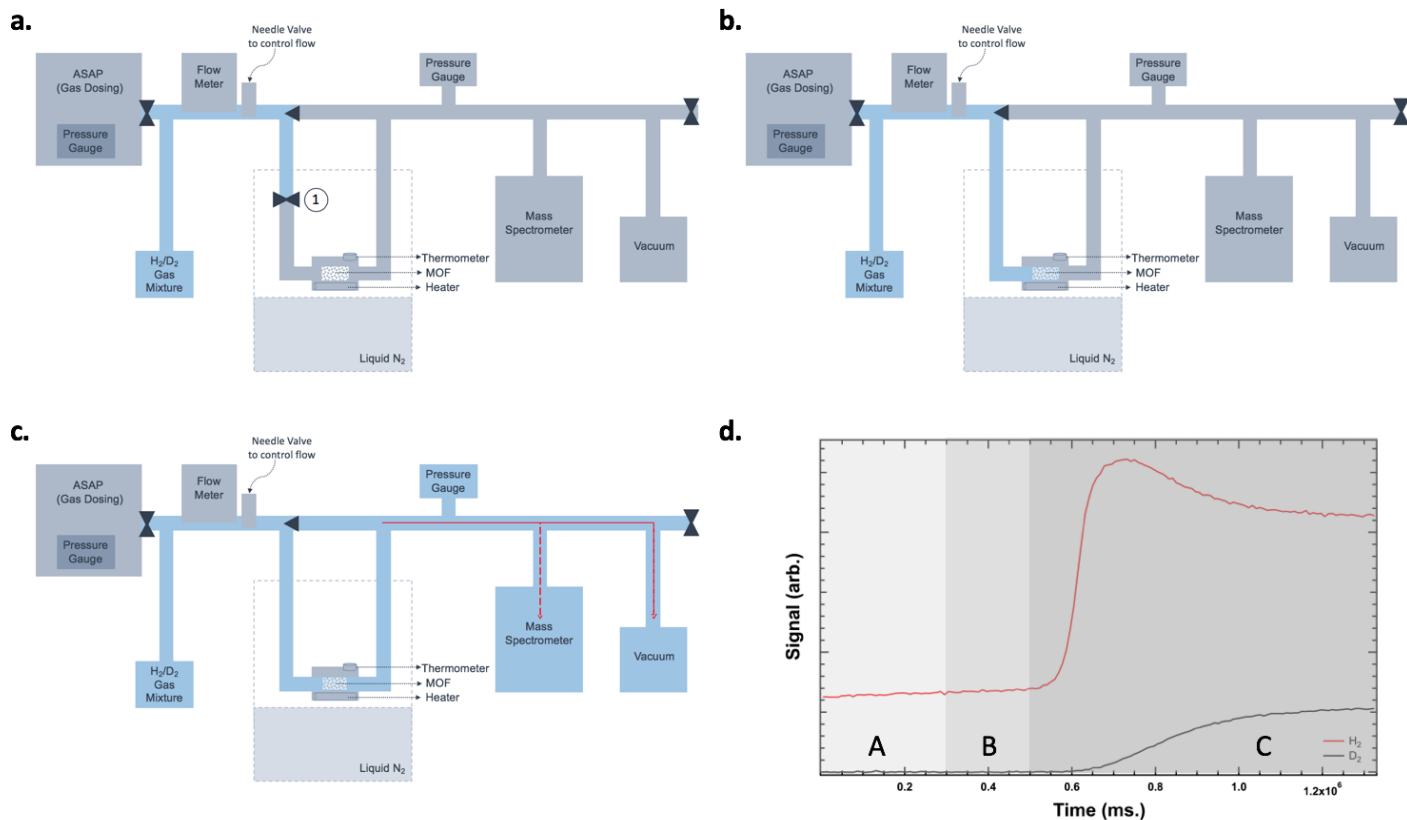 a.
Needle Valve
to control flow
ASAP
(Gas Dosing)
Flow
Meter
Pressure
Gauge
Pressure
Gauge
1
H₂/D₂
Gas
Mixture
Thermometer
MOF
Heater
Mass
Spectrometer
Vacuum
Liquid N₂
b.
Needle Valve
to control flow
ASAP
(Gas Dosing)
Flow
Meter
Pressure
Gauge
Pressure
Gauge
H₂/D₂
Gas
Mixture
Thermometer
MOF
Heater
Mass
Spectrometer
Vacuum
Liquid N₂
c.
Needle Valve
to control flow
ASAP
(Gas Dosing)
Flow
Meter
Pressure
Gauge
Pressure
Gauge
H₂/D₂
Gas
Mixture
Thermometer
MOF
Heater
Mass
Spectrometer
Vacuum
Liquid N₂
d.
Signal (arb.)
A
B
C
H₂
D₂
0.2 0.4 0.6 0.8 1.0 1.2x10⁶
Time (ms.)